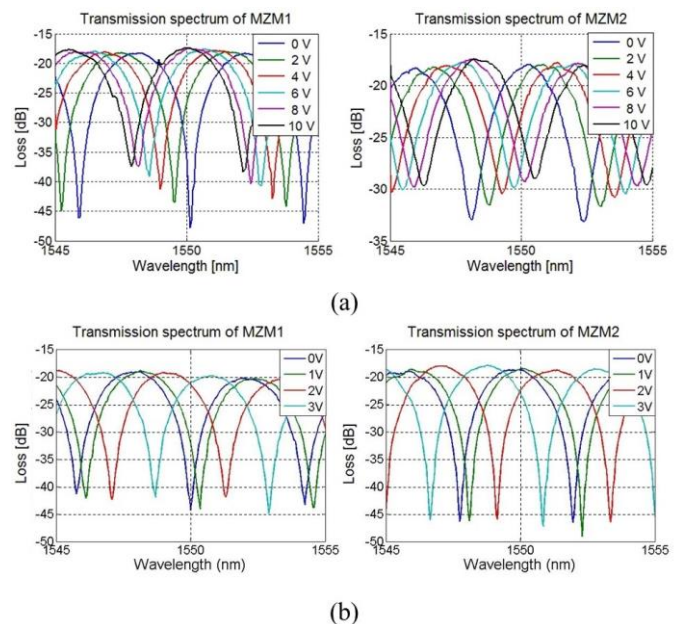 Transmission spectrum of MZM1
Loss [dB]
-15
-20
-25
-30
-35
-40
-45
-50
1545
1550
1555
Wavelength [nm]
0 V
2 V
4 V
6 V
8 V
10 V
Transmission spectrum of MZM2
Loss [dB]
-15
-20
-25
-30
-35
1545
1550
1555
Wavelength [nm]
0 V
2 V
4 V
6 V
8 V
10 V
(a)
Transmission spectrum of MZM1
Loss [dB]
-15
-20
-25
-30
-35
-40
-45
-50
1545
1550
1555
Wavelength (nm)
0V
1V
2V
3V
Transmission spectrum of MZM2
Loss [dB]
-15
-20
-25
-30
-35
-40
-45
-50
1545
1550
1555
Wavelength (nm)
0V
1V
2V
3V
(b)